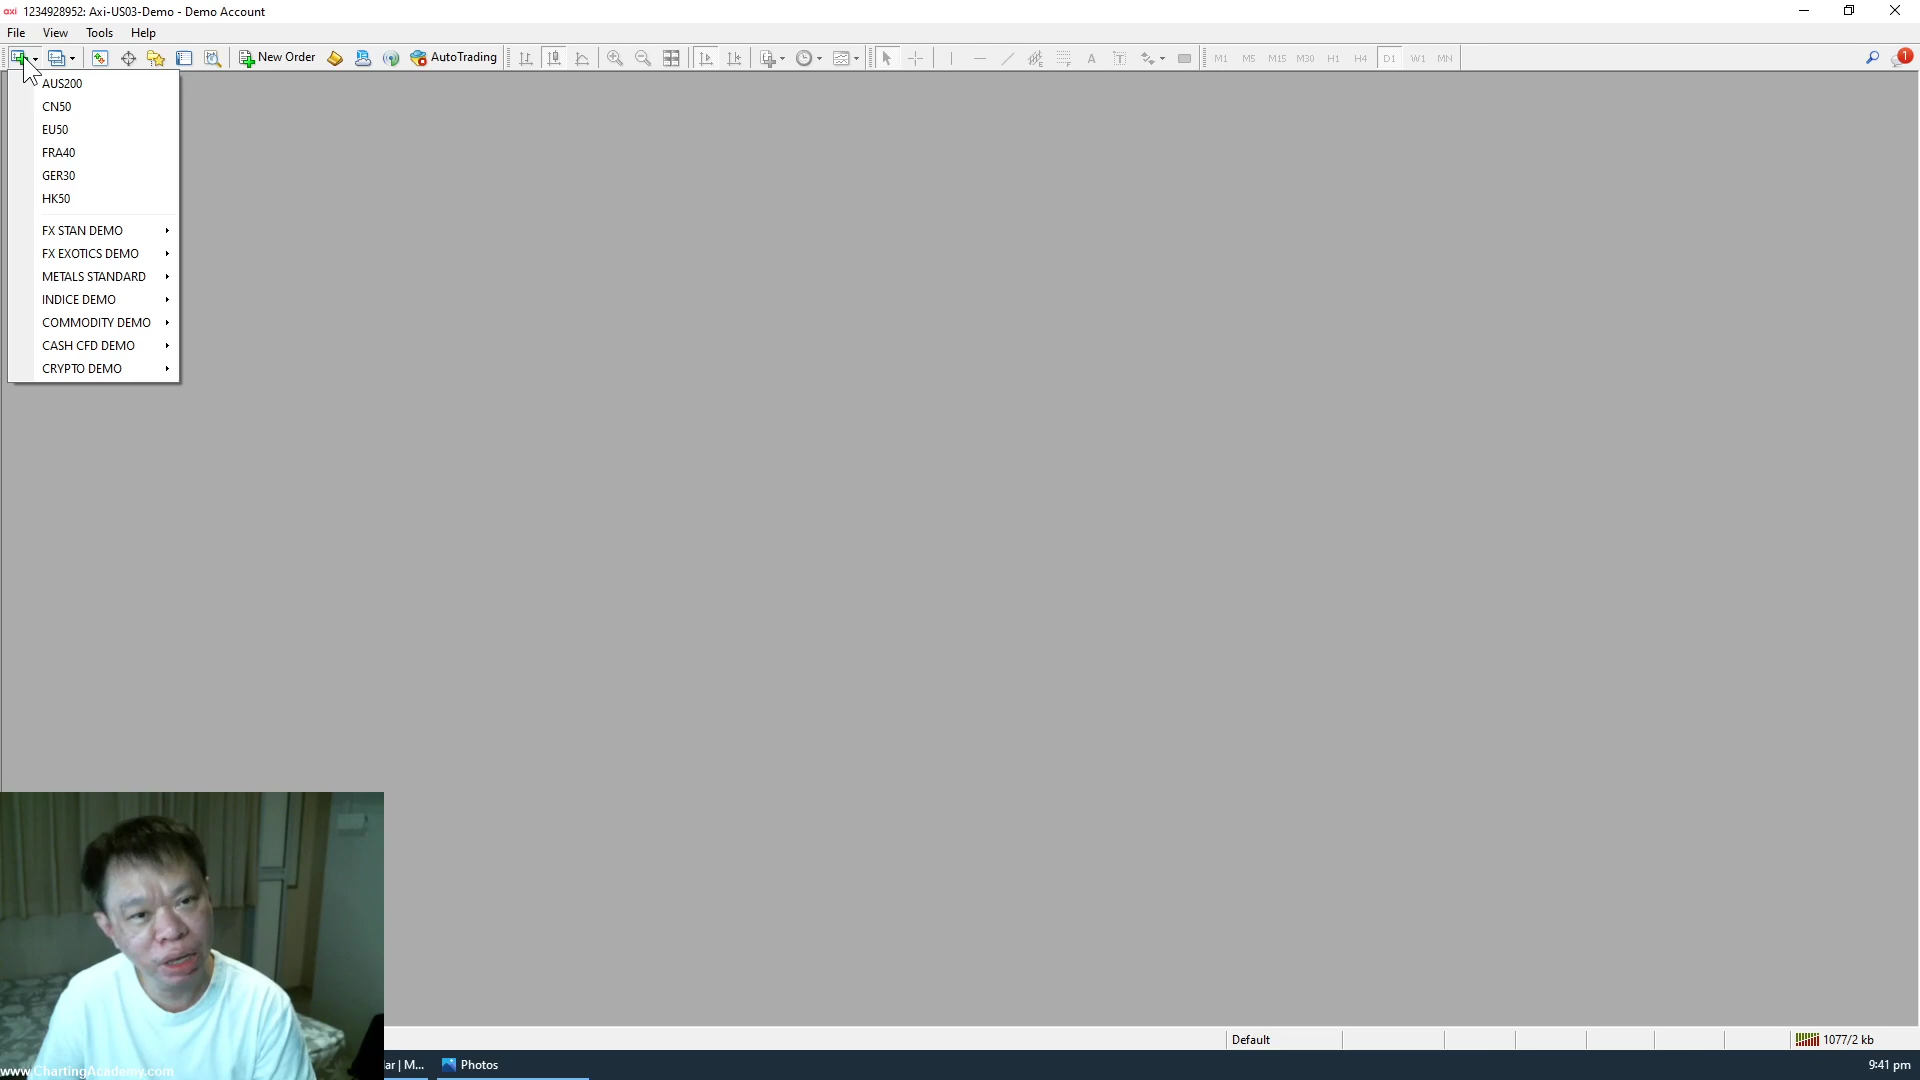 axi 1234928952: Axi-US03-Demo - Demo Account
File View Tools Help
New Order AutoTrading A T M1 M5 M15 M30 H1 H4 D1 W1 MN 1
AUS200
CN50
EU50
FRA40
GER30
HK50
FX STAN DEMO
FX EXOTICS DEMO
METALS STANDARD
INDICE DEMO
COMMODITY DEMO
CASH CFD DEMO
CRYPTO DEMO
Default 1077/2 kb
ar | M... Photos 9:41 pm
www.ChartingAcademy.com